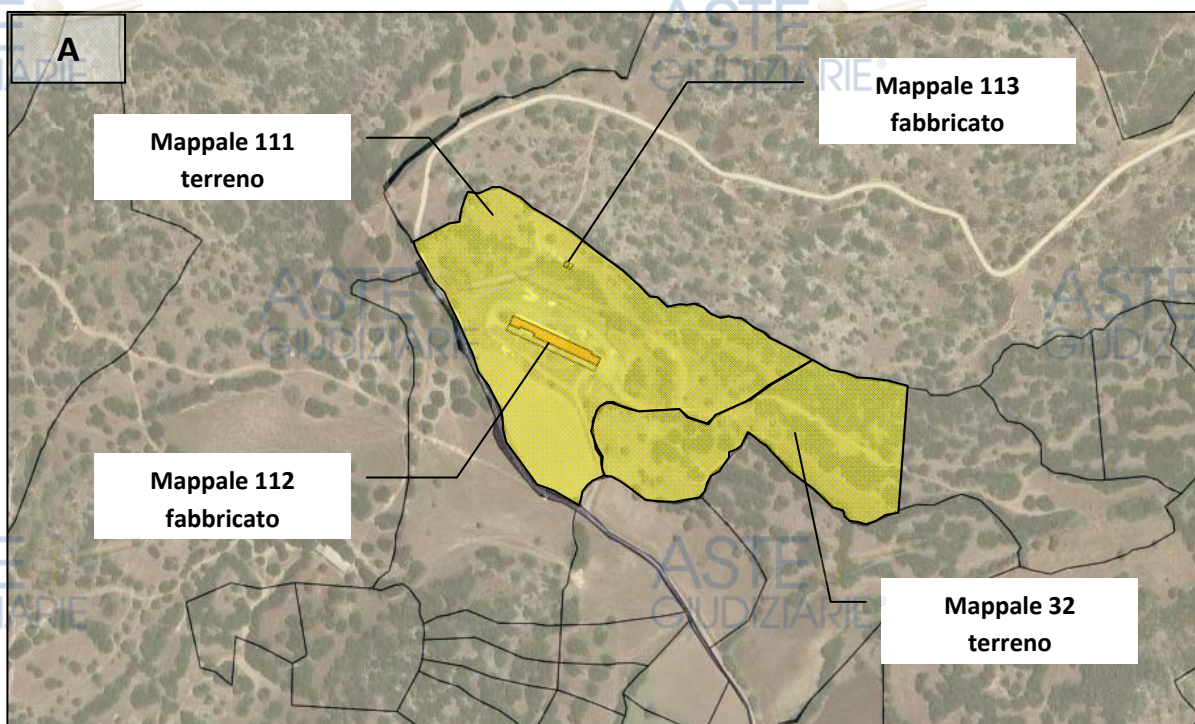 A
Mappale 111
terreno
Mappale 113
fabbricato
Mappale 112
fabbricato
Mappale 32
terreno
ASTE
GIUDIZIARIE®
ASTE
GIUDIZIARIE®
ASTE
GIUDIZIARIE
ASTE
GIUDIZIARIE®